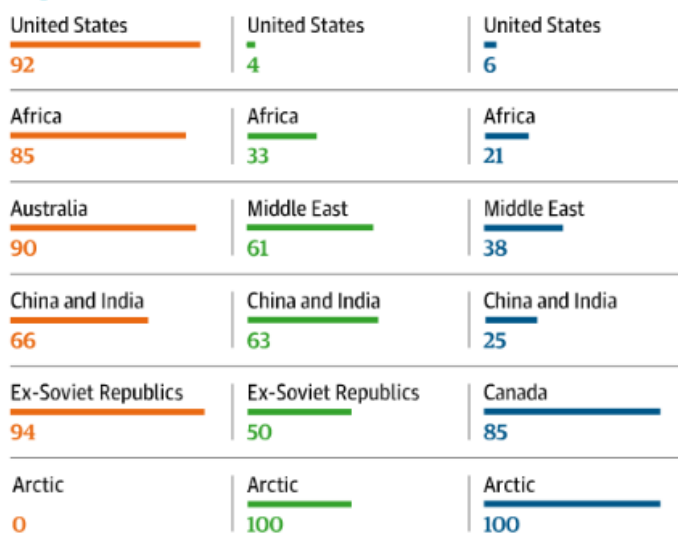 United States
92
United States
4
United States
6
Africa
85
Africa
33
Africa
21
Australia
90
Middle East
61
Middle East
38
China and India
66
China and India
63
China and India
25
Ex-Soviet Republics
94
Ex-Soviet Republics
50
Canada
85
Arctic
0
Arctic
100
Arctic
100